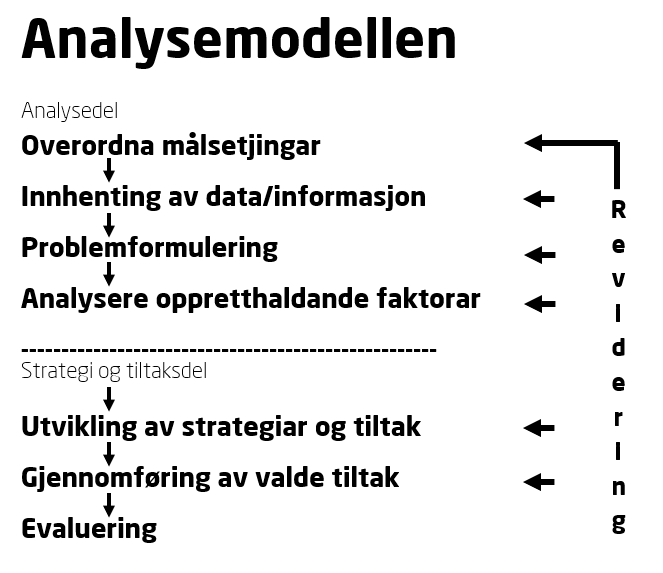 Analysemodellen
Analysedel
Overordna målsetjingar
Innhenting av data/informasjon
Problemformulering
Analysere oppretthaldande faktorar
Strategi og tiltaksdel
Utvikling av strategiar og tiltak
Gjennomføring av valde tiltak
Evaluering
RevIderIng